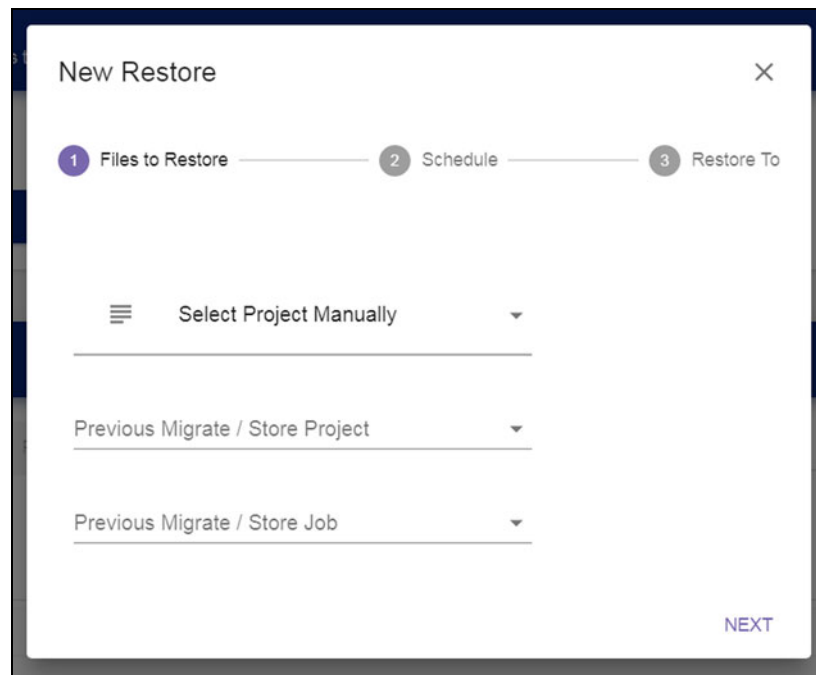 New Restore
1 Files to Restore 2 Schedule 3 Restore To
Select Project Manually
Previous Migrate / Store Project
Previous Migrate / Store Job
NEXT